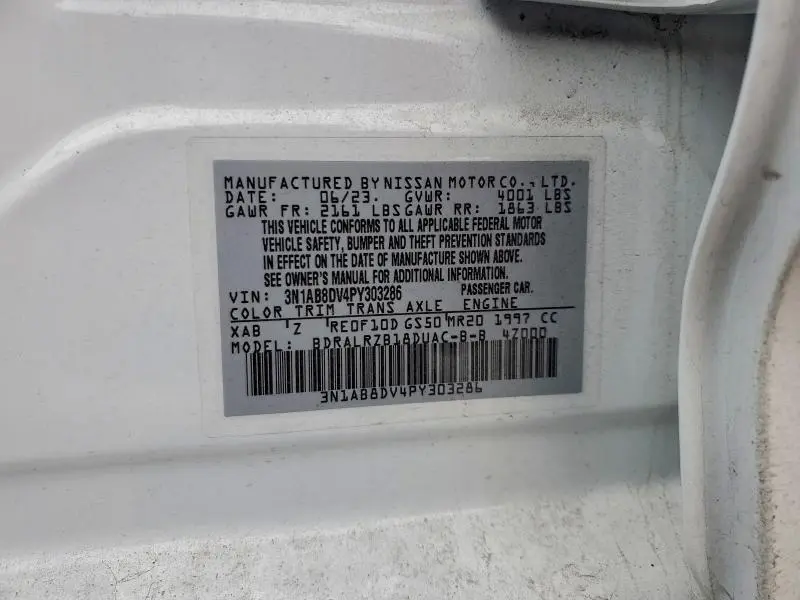 MANUFACTURED BY NISSAN MOTOR CO., LTD.
DATE: 06/23. GVWR: 4001 LBS
GAWR FR: 2161 LBS GAWR RR: 1863 LBS
THIS VEHICLE CONFORMS TO ALL APPLICABLE FEDERAL MOTOR
VEHICLE SAFETY, BUMPER AND THEFT PREVENTION STANDARDS
IN EFFECT ON THE DATE OF MANUFACTURE SHOWN ABOVE.
SEE OWNER'S MANUAL FOR ADDITIONAL INFORMATION.
VIN: 3N1AB8DV4PY303286 PASSENGER CAR.
COLOR TRIM TRANS AXLE ENGINE
XAB Z RE0F10D GS50 MR20 1997 CC
MODEL: BDRALRZB18DUAC-B-B 4Z000
3N1AB8DV4PY303286